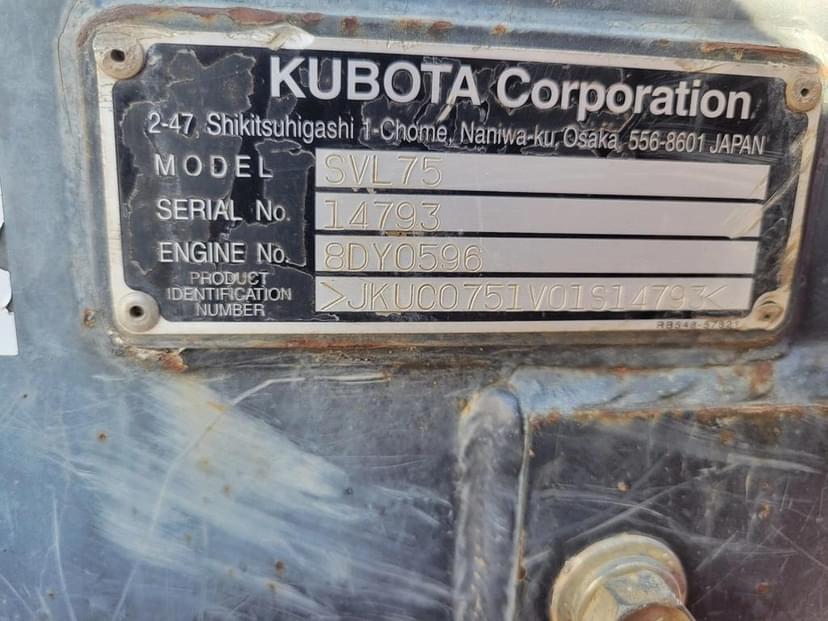 KUBOTA Corporation
2-47, Shikitsuhigashi 1-Chome, Naniwa-ku, Osaka, 556-8601 JAPAN
MODEL SVL75
SERIAL No. 14793
ENGINE No. 8DY0596
PRODUCT IDENTIFICATION NUMBER >JKU00751V01S14793<